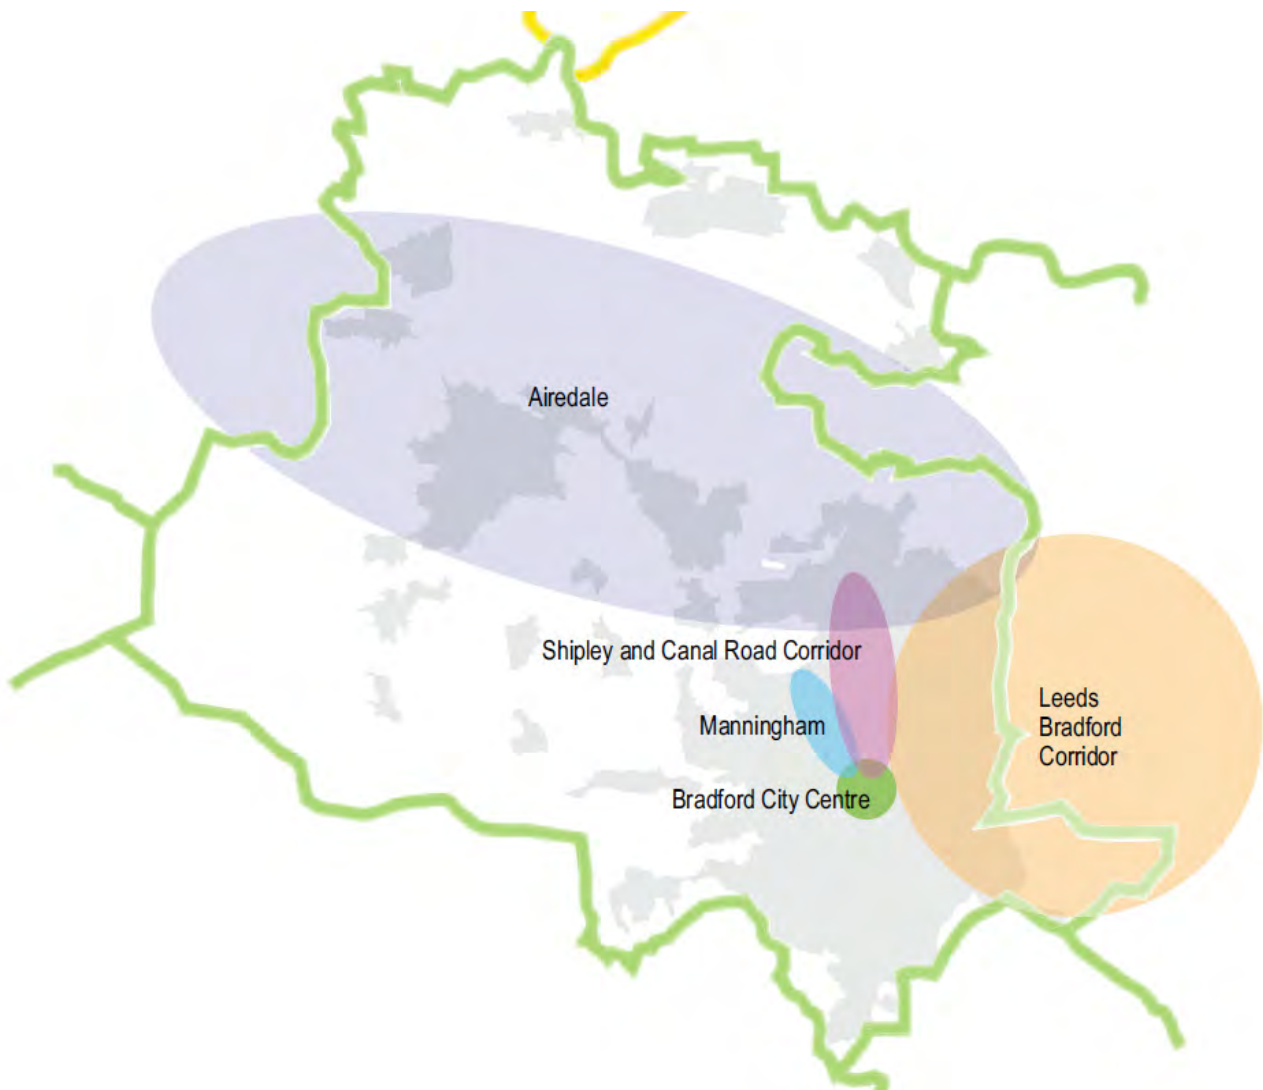 Airedale
Shipley and Canal Road Corridor
Manningham
Leeds
Bradford
Corridor
Bradford City Centre